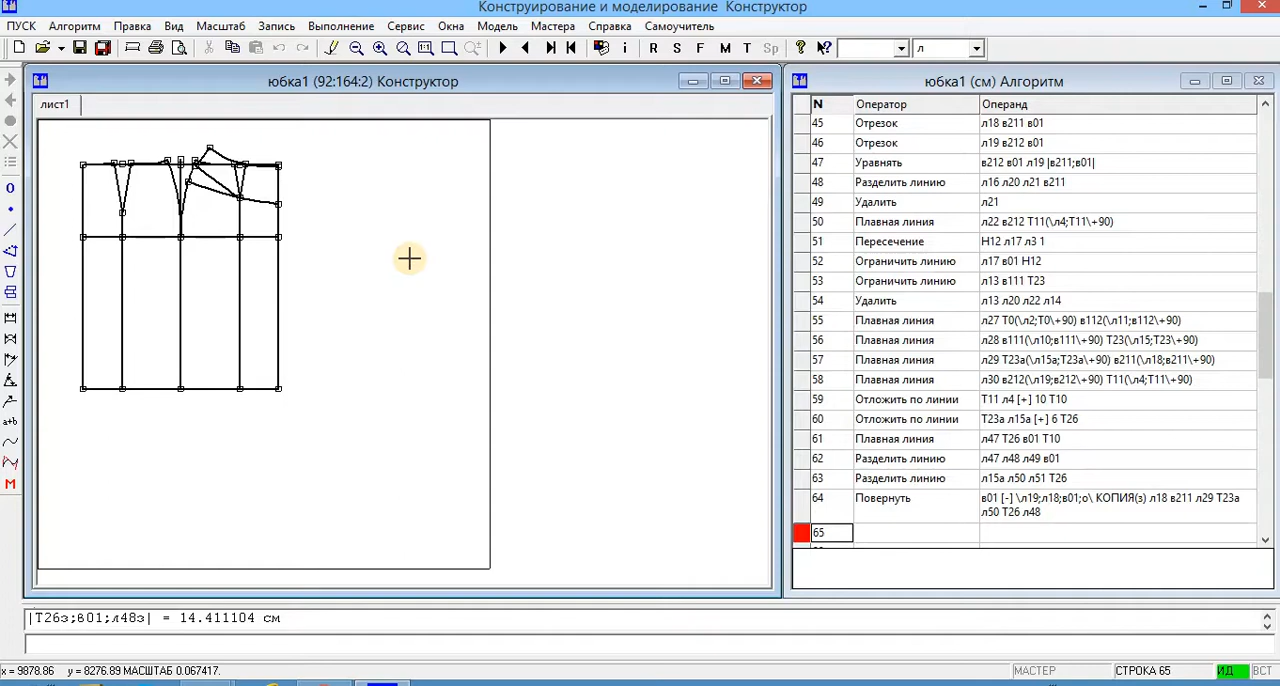 Конструирование и моделирование Конструктор
ПУСК Алгоритм Правка Вид Масштаб Запись Выполнение Сервис Окна Модель Мастера Справка Самоучитель
1:1 i R S F M T Sp ? л
юбка1 (92:164:2) Конструктор
лист1
юбка1 (см) Алгоритм
N Оператор Операнд
45 Отрезок л18 в211 в01
46 Отрезок л19 в212 в01
47 Уравнять в212 в01 л19 |в211;в01|
48 Разделить линию л16 л20 л21 в211
49 Удалить л21
50 Плавная линия л22 в212 Т11(\л4;Т11\+90)
51 Пересечение Н12 л17 л3 1
52 Ограничить линию л17 в01 Н12
53 Ограничить линию л13 в111 Т23
54 Удалить л13 л20 л22 л14
55 Плавная линия л27 Т0(\л2;Т0\+90) в112(\л11;в112\+90)
56 Плавная линия л28 в111(\л10;в111\+90) Т23(\л15;Т23\+90)
57 Плавная линия л29 Т23а(\л15а;Т23а\+90) в211(\л18;в211\+90)
58 Плавная линия л30 в212(\л19;в212\+90) Т11(\л4;Т11\+90)
59 Отложить по линии Т11 л4 [+] 10 Т10
60 Отложить по линии Т23а л15а [+] 6 Т26
61 Плавная линия л47 Т26 в01 Т10
62 Разделить линию л47 л48 л49 в01
63 Разделить линию л15а л50 л51 Т26
64 Повернуть в01 [-] \л19;л18;в01;о\ КОПИЯ(з) л18 в211 л29 Т23а
л50 Т26 л48
65
a+b
М
|Т26з;в01;л48з| = 14.411104 см
x = 9878.86 y = 8276.89 МАСШТАБ 0.067417. МАСТЕР СТРОКА 65 ИД ВСТ